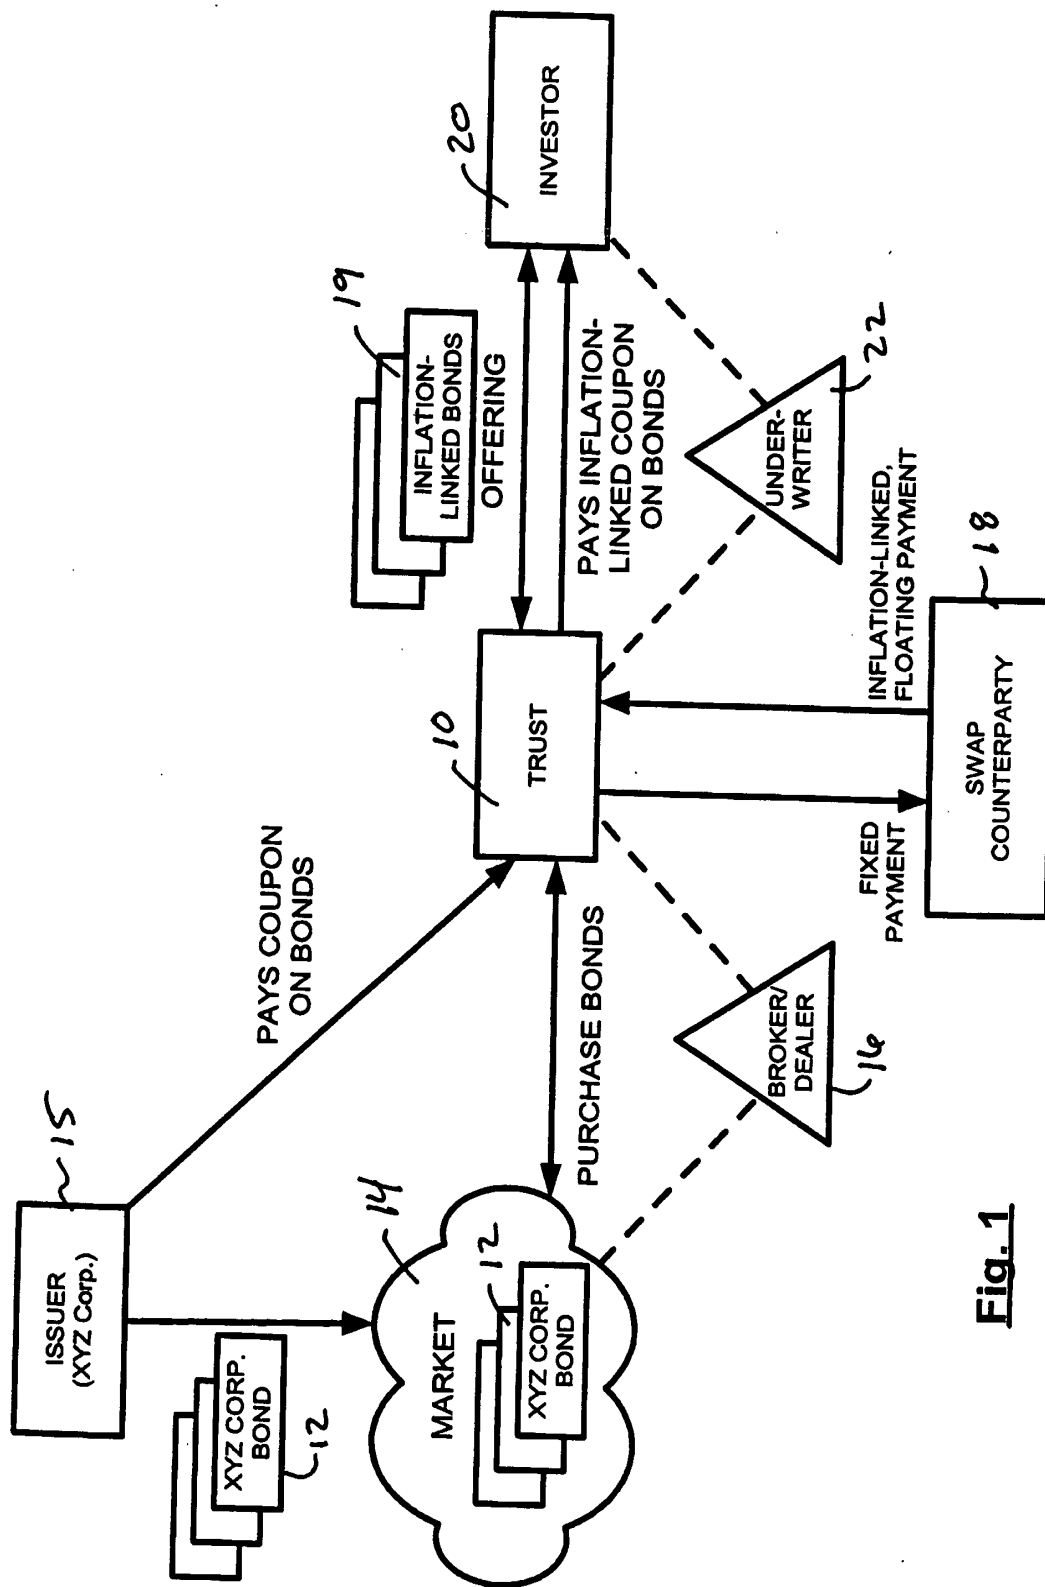 15
ISSUER
(XYZ Corp.)
XYZ CORP.
BOND
12
PAYS COUPON
ON BONDS
14
MARKET
12
XYZ CORP.
BOND
PURCHASE BONDS
BROKER/
DEALER
16
10
TRUST
FIXED
PAYMENT
INFLATION-LINKED,
FLOATING PAYMENT
SWAP
COUNTERPARTY
18
19
INFLATION-
LINKED BONDS
OFFERING
PAYS INFLATION-
LINKED COUPON
ON BONDS
UNDER-
WRITER
22
20
INVESTOR
Fig. 1